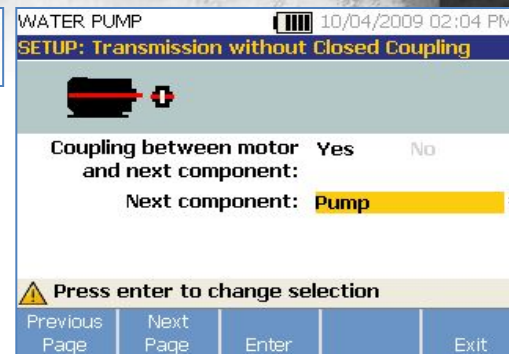 WATER PUMP 10/04/2009 02:04 PM
SETUP: Transmission without Closed Coupling
Coupling between motor Yes No
and next component:
Next component: Pump
Press enter to change selection
Previous Page
Next Page
Enter
Exit